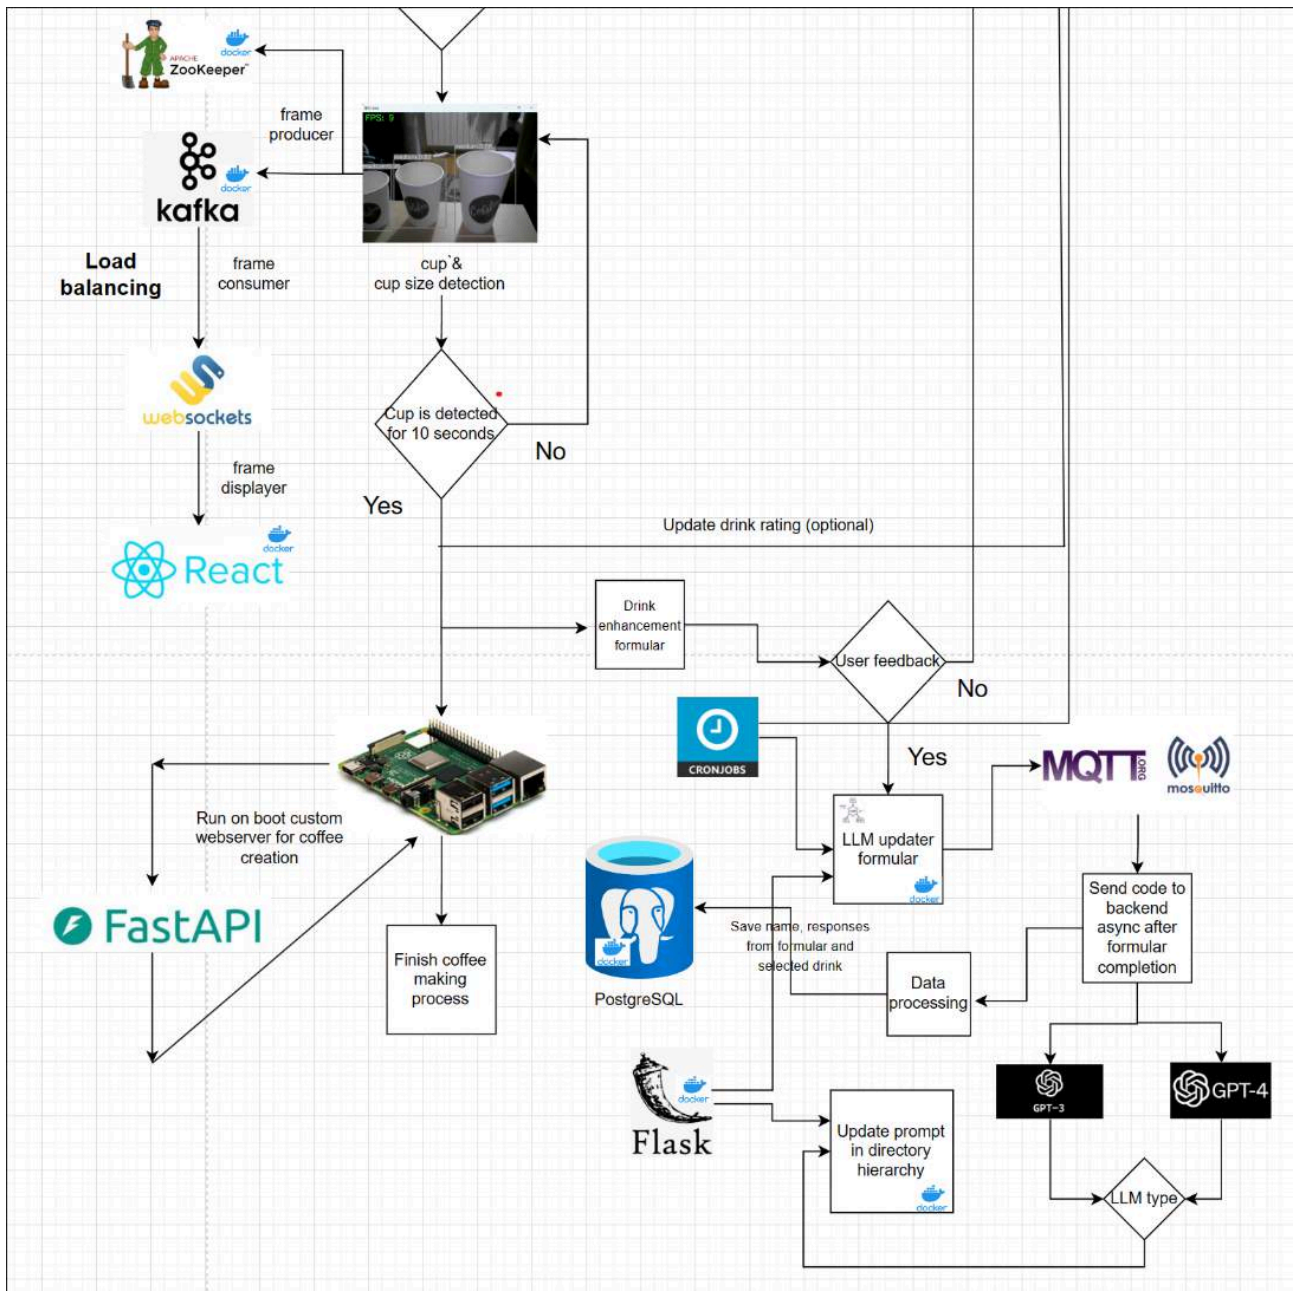 APACHE
ZooKeeper™
docker
frame
producer
FPS: 9
kafka
docker
Load
balancing
frame
consumer
cup`&
cup size detection
websockets
Cup is detected
for 10 seconds
No
frame
displayer
Yes
Update drink rating (optional)
docker
React
Drink
enhancement
formular
User feedback
No
CRONJOBS
Yes
MQTT
.ORG
mosquitto
Run on boot custom
webserver for coffee
creation
LLM updater
formular
docker
FastAPI
Send code to
backend
async after
formular
completion
Save name, responses
from formular and
selected drink
docker
PostgreSQL
Finish coffee
making
process
Data
processing
docker
Flask
GPT-3
GPT-4
Update prompt
in directory
hierarchy
docker
LLM type